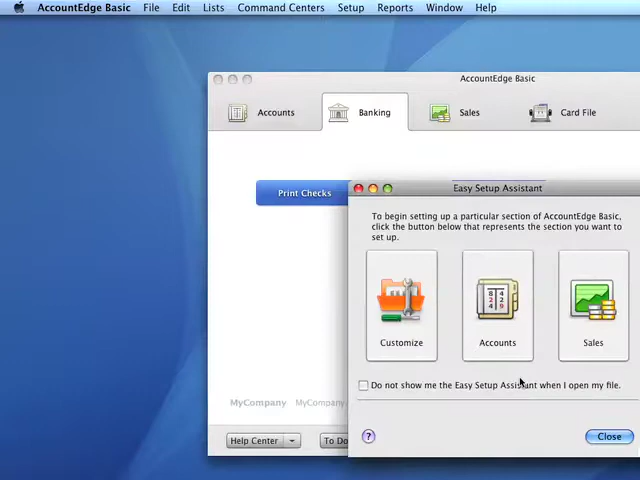 AccountEdge Basic File Edit Lists Command Centers Setup Reports Window Help
AccountEdge Basic
Accounts Banking Sales Card File
Print Checks
Easy Setup Assistant
To begin setting up a particular section of AccountEdge Basic,
click the button below that represents the section you want to
set up.
Customize Accounts Sales
Do not show me the Easy Setup Assistant when I open my file.
MyCompany MyCompany
Help Center To Do
? Close